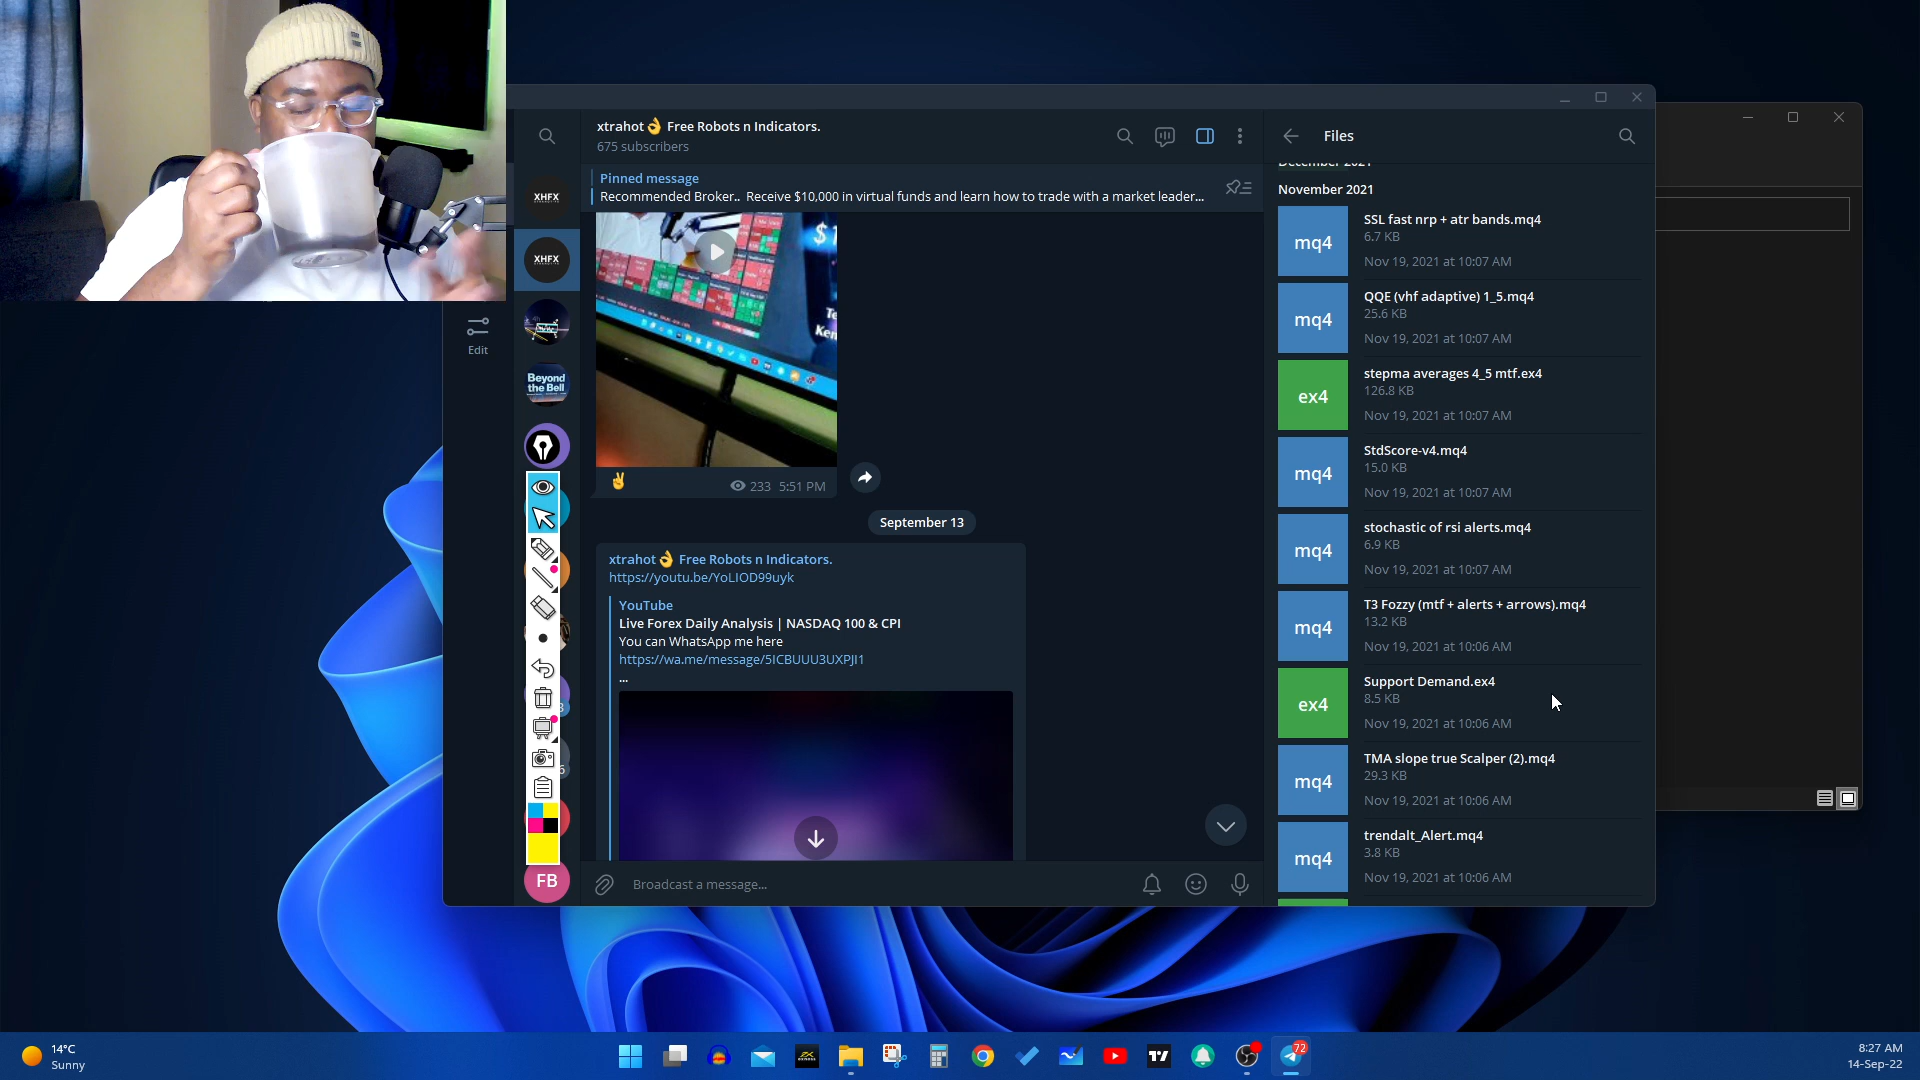 xtrahot👌 Free Robots n Indicators.
675 subscribers
Pinned message
Recommended Broker.. Receive $10,000 in virtual funds and learn how to trade with a market leader...
Files
November 2021
SSL fast nrp + atr bands.mq4
6.7 KB
Nov 19, 2021 at 10:07 AM
mq4
QQE (vhf adaptive) 1_5.mq4
25.6 KB
Nov 19, 2021 at 10:07 AM
mq4
stepma averages 4_5 mtf.ex4
126.8 KB
Nov 19, 2021 at 10:07 AM
ex4
StdScore-v4.mq4
15.0 KB
Nov 19, 2021 at 10:07 AM
mq4
stochastic of rsi alerts.mq4
6.9 KB
Nov 19, 2021 at 10:07 AM
mq4
T3 Fozzy (mtf + alerts + arrows).mq4
13.2 KB
Nov 19, 2021 at 10:06 AM
mq4
Support Demand.ex4
8.5 KB
Nov 19, 2021 at 10:06 AM
ex4
TMA slope true Scalper (2).mq4
29.3 KB
Nov 19, 2021 at 10:06 AM
mq4
trendalt_Alert.mq4
3.8 KB
Nov 19, 2021 at 10:06 AM
mq4
Edit
XHFX
XHFX
Beyond
the Bell
FB
✌
233 5:51 PM
September 13
xtrahot👌 Free Robots n Indicators.
https://youtu.be/YoLIOD99uyk
YouTube
Live Forex Daily Analysis | NASDAQ 100 & CPI
You can WhatsApp me here
https://wa.me/message/5ICBUUU3UXPJI1
...
Broadcast a message...
14°C
Sunny
72
8:27 AM
14-Sep-22